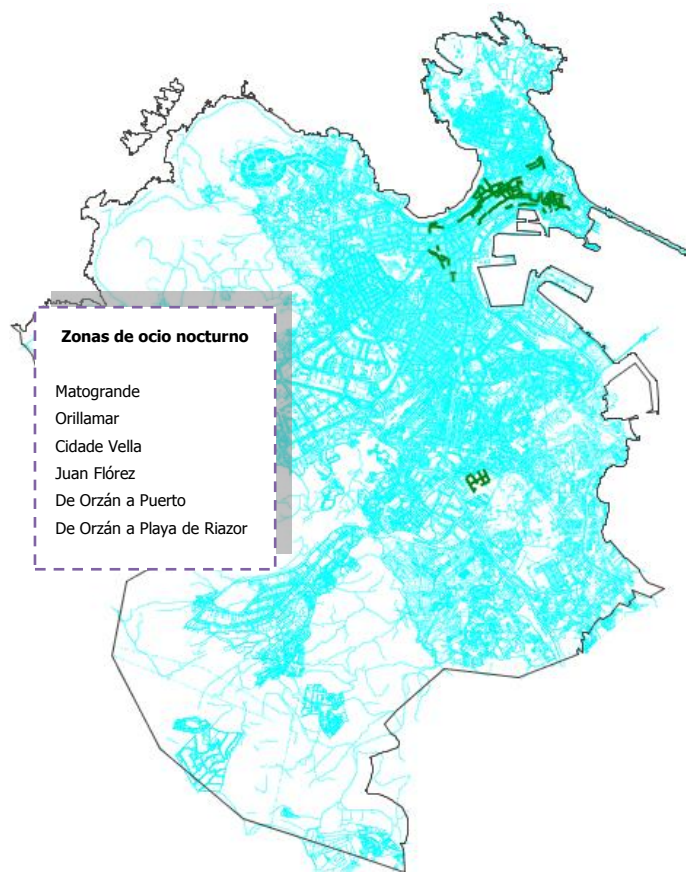 Zonas de ocio nocturno
Matogrande
Orillamar
Cidade Vella
Juan Flórez
De Orzán a Puerto
De Orzán a Playa de Riazor